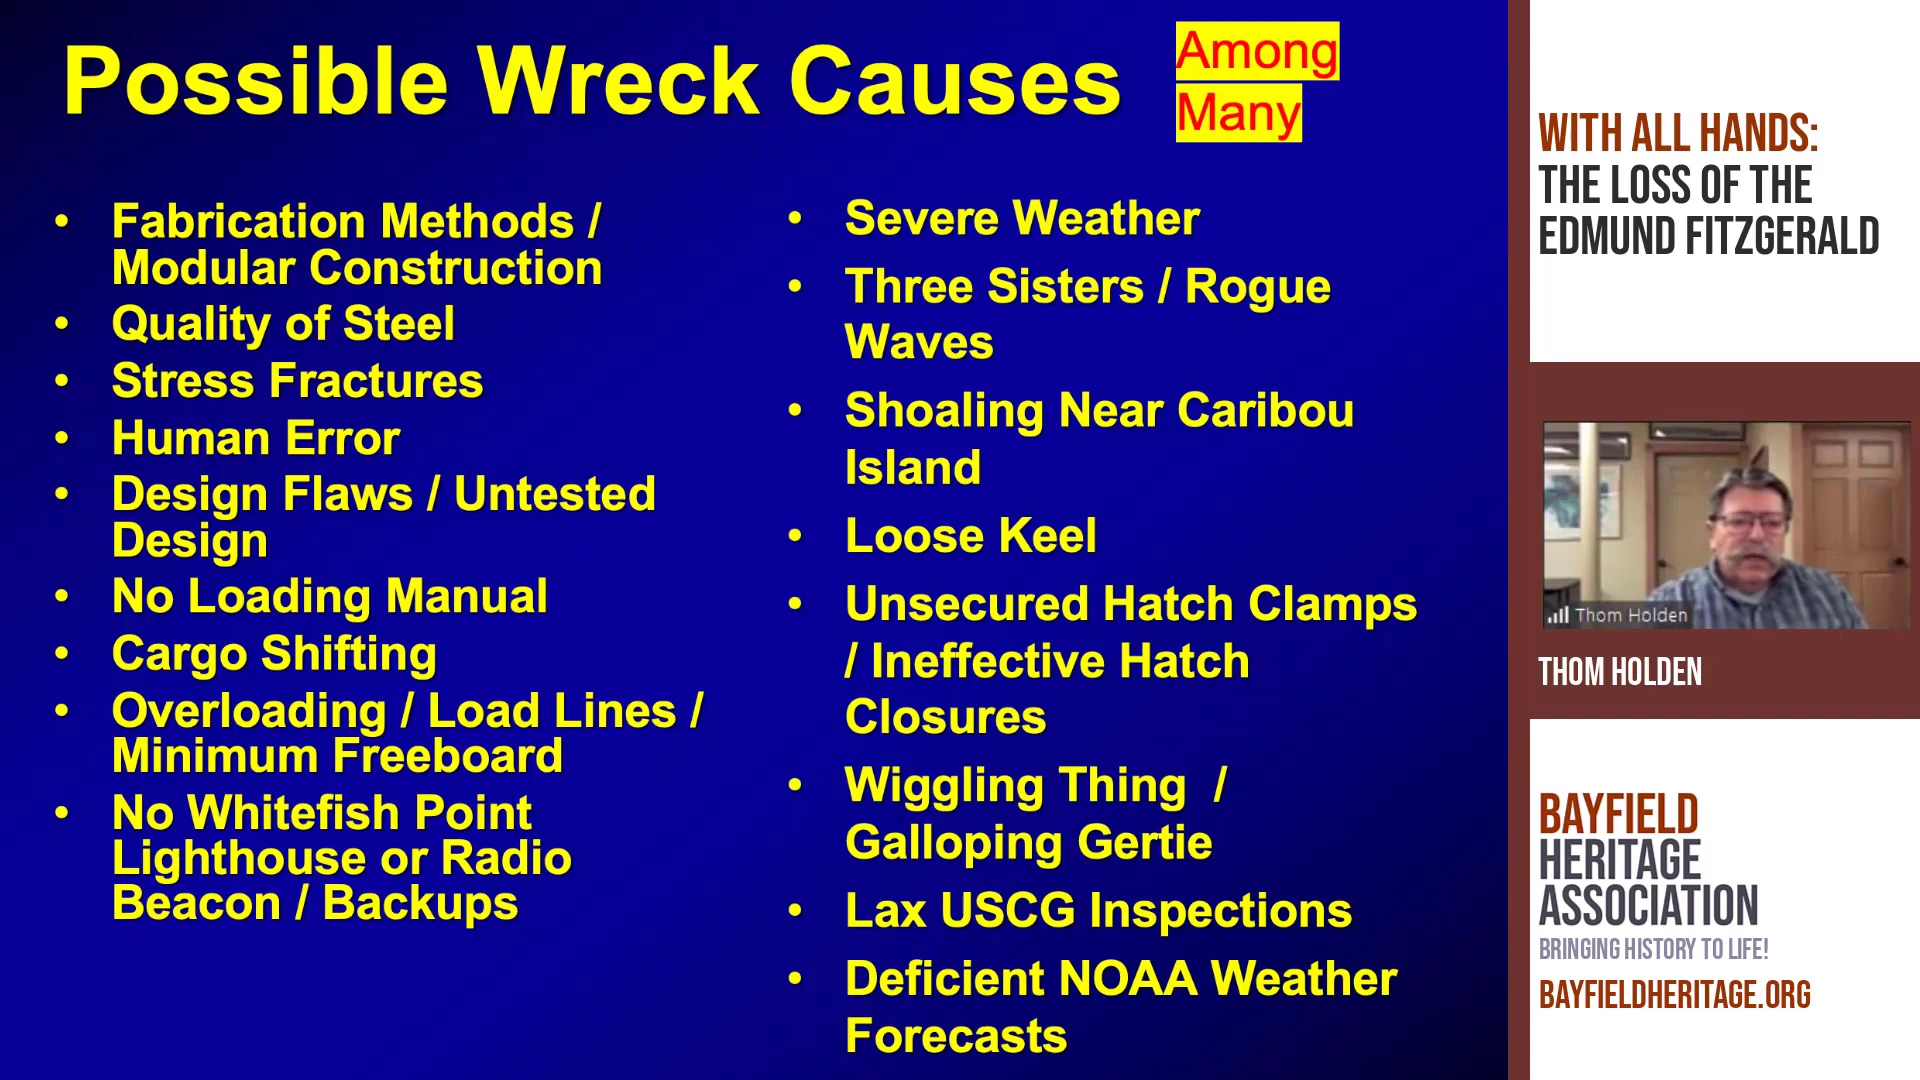 Possible Wreck Causes
Among
Many
• Fabrication Methods /
Modular Construction
• Quality of Steel
• Stress Fractures
• Human Error
• Design Flaws / Untested
Design
• No Loading Manual
• Cargo Shifting
• Overloading / Load Lines /
Minimum Freeboard
• No Whitefish Point
Lighthouse or Radio
Beacon / Backups
• Severe Weather
• Three Sisters / Rogue
Waves
• Shoaling Near Caribou
Island
• Loose Keel
• Unsecured Hatch Clamps
/ Ineffective Hatch
Closures
• Wiggling Thing /
Galloping Gertie
• Lax USCG Inspections
• Deficient NOAA Weather
Forecasts
WITH ALL HANDS:
THE LOSS OF THE
EDMUND FITZGERALD
Thom Holden
THOM HOLDEN
BAYFIELD
HERITAGE
ASSOCIATION
BRINGING HISTORY TO LIFE!
BAYFIELDHERITAGE.ORG